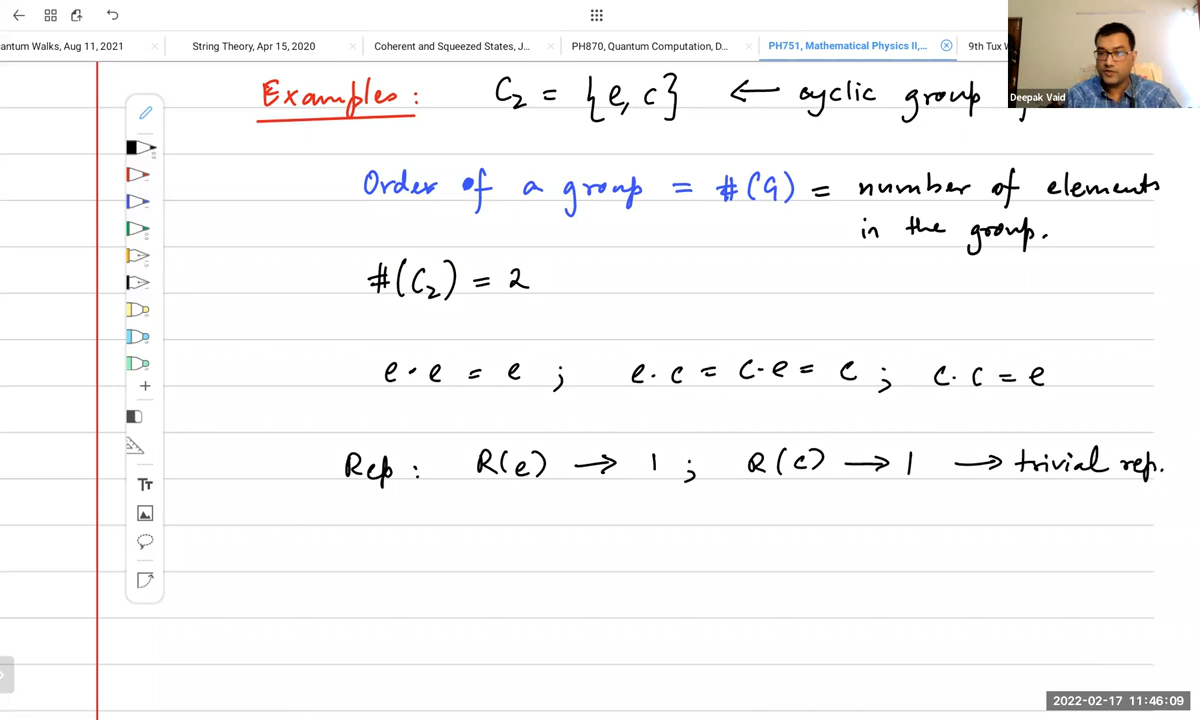 antum Walks, Aug 11, 2021
String Theory, Apr 15, 2020
Coherent and Squeezed States, J...
PH870, Quantum Computation, D...
PH751, Mathematical Physics II,...
9th Tux
Deepak Vaid
Examples : C₂ = {e, c} ← cyclic group
Order of a group = #(G) = number of elements
in the group.
#(C₂) = 2
e · e = e ; e · c = c · e = c ; c · c = e
Rep : R(e) → 1 ; R(c) → 1 → trivial rep.
TT
2022-02-17 11:46:09